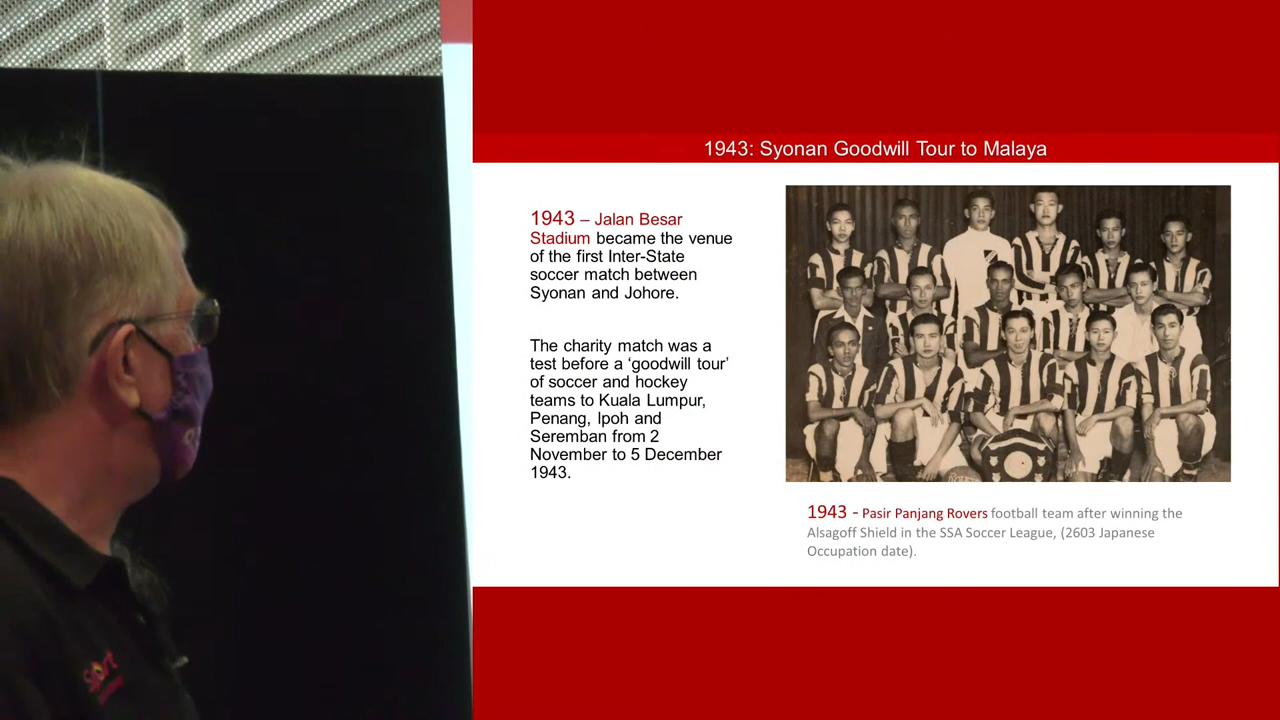 1943: Syonan Goodwill Tour to Malaya
1943 – Jalan Besar
Stadium became the venue
of the first Inter-State
soccer match between
Syonan and Johore.
The charity match was a
test before a ‘goodwill tour’
of soccer and hockey
teams to Kuala Lumpur,
Penang, Ipoh and
Seremban from 2
November to 5 December
1943.
1943 - Pasir Panjang Rovers football team after winning the
Alsagoff Shield in the SSA Soccer League, (2603 Japanese
Occupation date).
Sport